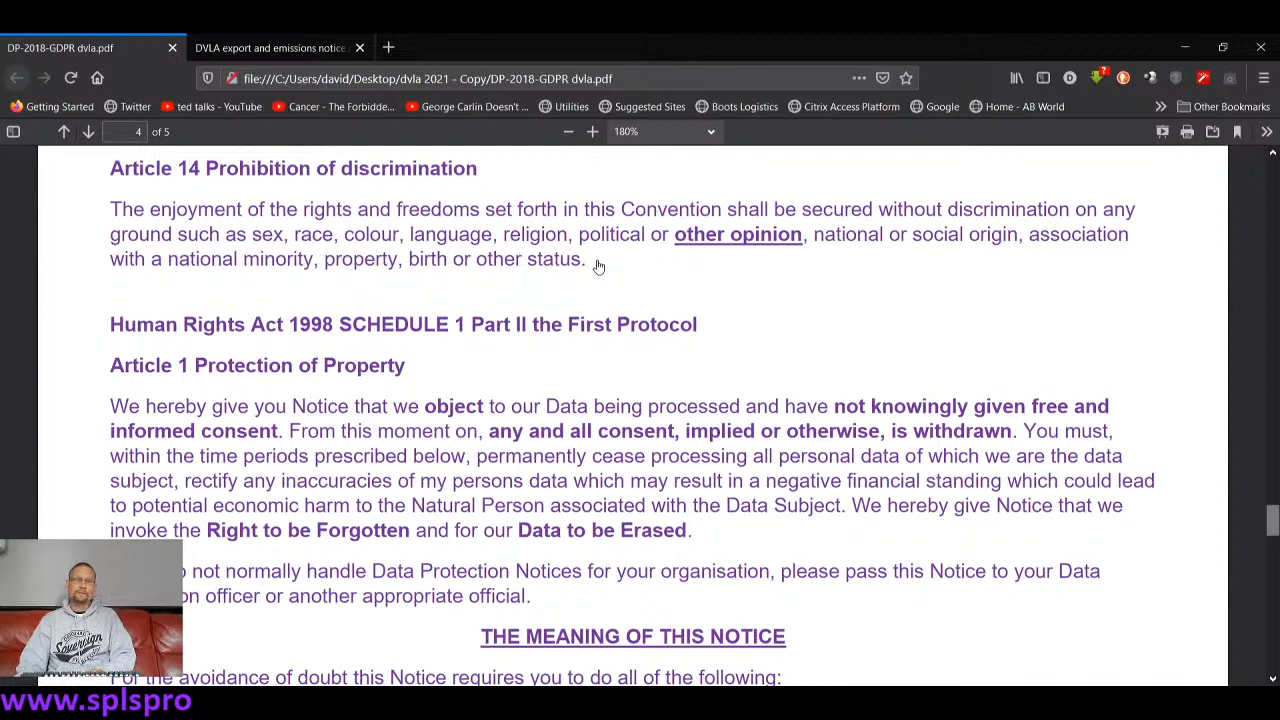 DP-2018-GDPR dvla.pdf
DVLA export and emissions notice.
file:///C:/Users/david/Desktop/dvla 2021 - Copy/DP-2018-GDPR dvla.pdf
Getting Started Twitter ted talks - YouTube Cancer - The Forbidde... George Carlin Doesn't ... Utilities Suggested Sites Boots Logistics Citrix Access Platform Google Home - AB World Other Bookmarks
4 of 5 180%
Article 14 Prohibition of discrimination
The enjoyment of the rights and freedoms set forth in this Convention shall be secured without discrimination on any
ground such as sex, race, colour, language, religion, political or other opinion, national or social origin, association
with a national minority, property, birth or other status.
Human Rights Act 1998 SCHEDULE 1 Part II the First Protocol
Article 1 Protection of Property
We hereby give you Notice that we object to our Data being processed and have not knowingly given free and
informed consent. From this moment on, any and all consent, implied or otherwise, is withdrawn. You must,
within the time periods prescribed below, permanently cease processing all personal data of which we are the data
subject, rectify any inaccuracies of my persons data which may result in a negative financial standing which could lead
to potential economic harm to the Natural Person associated with the Data Subject. We hereby give Notice that we
invoke the Right to be Forgotten and for our Data to be Erased.
not normally handle Data Protection Notices for your organisation, please pass this Notice to your Data
on officer or another appropriate official.
THE MEANING OF THIS NOTICE
For the avoidance of doubt this Notice requires you to do all of the following:
Sovereign
www.splspro